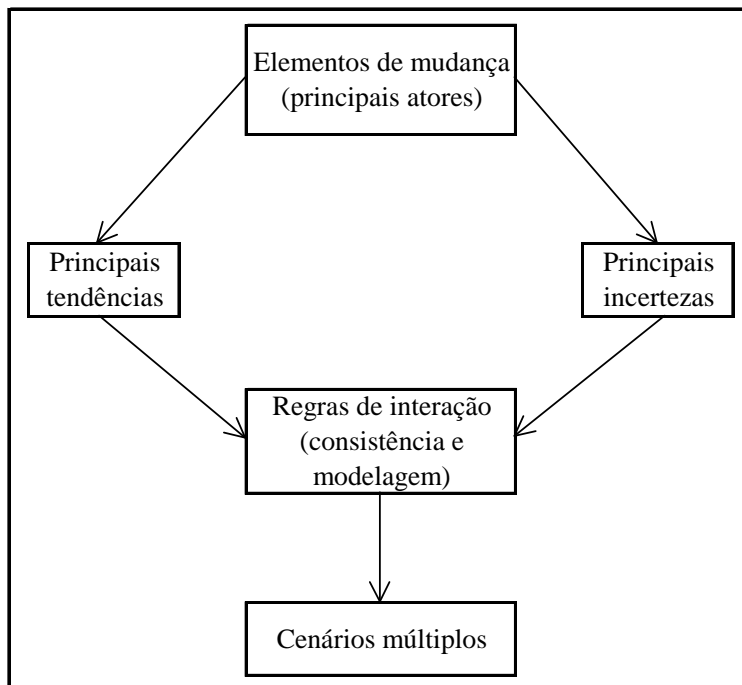 Elementos de mudança
(principais atores)
Principais
tendências
Principais
incertezas
Regras de interação
(consistência e
modelagem)
Cenários múltiplos